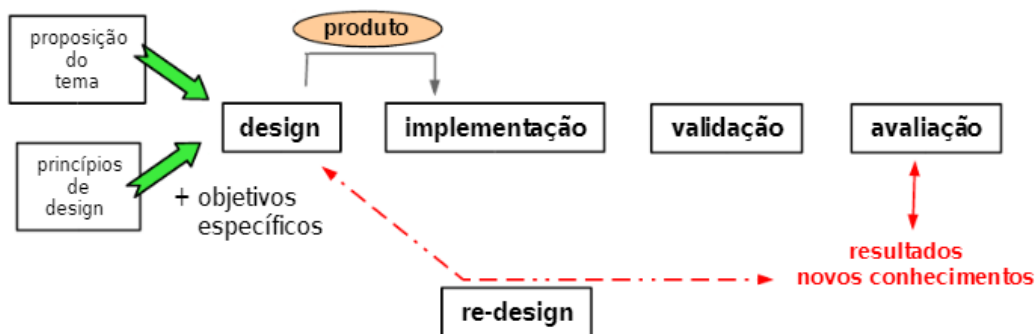 proposição
do
tema
produto
design
implementação
validação
avaliação
princípios
de
design
+ objetivos
específicos
resultados
novos conhecimentos
re-design